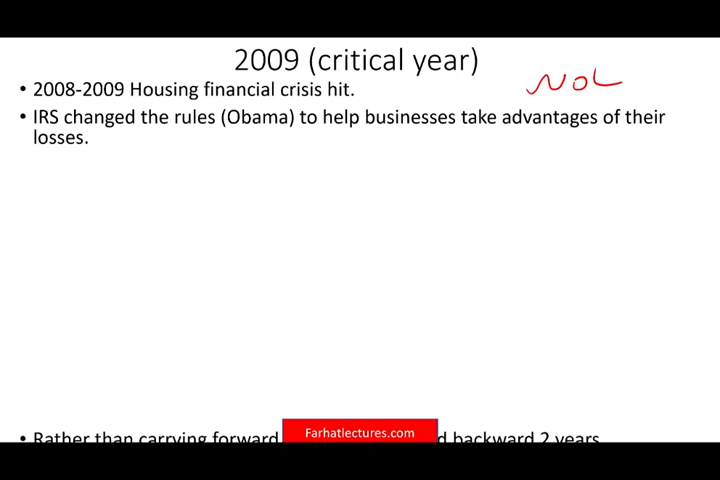 2009 (critical year)
NOL
• 2008-2009 Housing financial crisis hit.
• IRS changed the rules (Obama) to help businesses take advantages of their
losses.
• Rather than carrying forward
Farhatlectures.com
backward 2 years